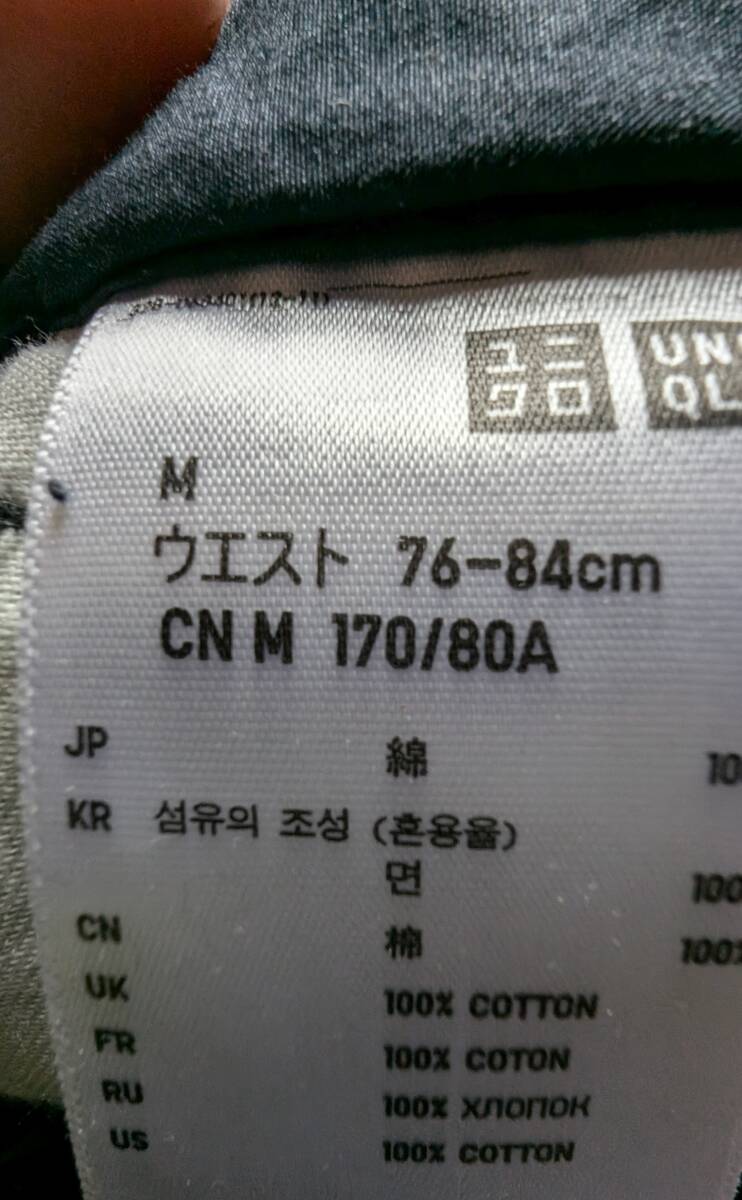 ユニ
クロ
UN
QL
M
ウエスト 76-84cm
CN M 170/80A
JP 綿 10
KR 섬유의 조성 (혼용율)
면 100
CN 棉 100%
UK 100% COTTON
FR 100% COTON
RU 100% ХЛОПОК
US 100% COTTON